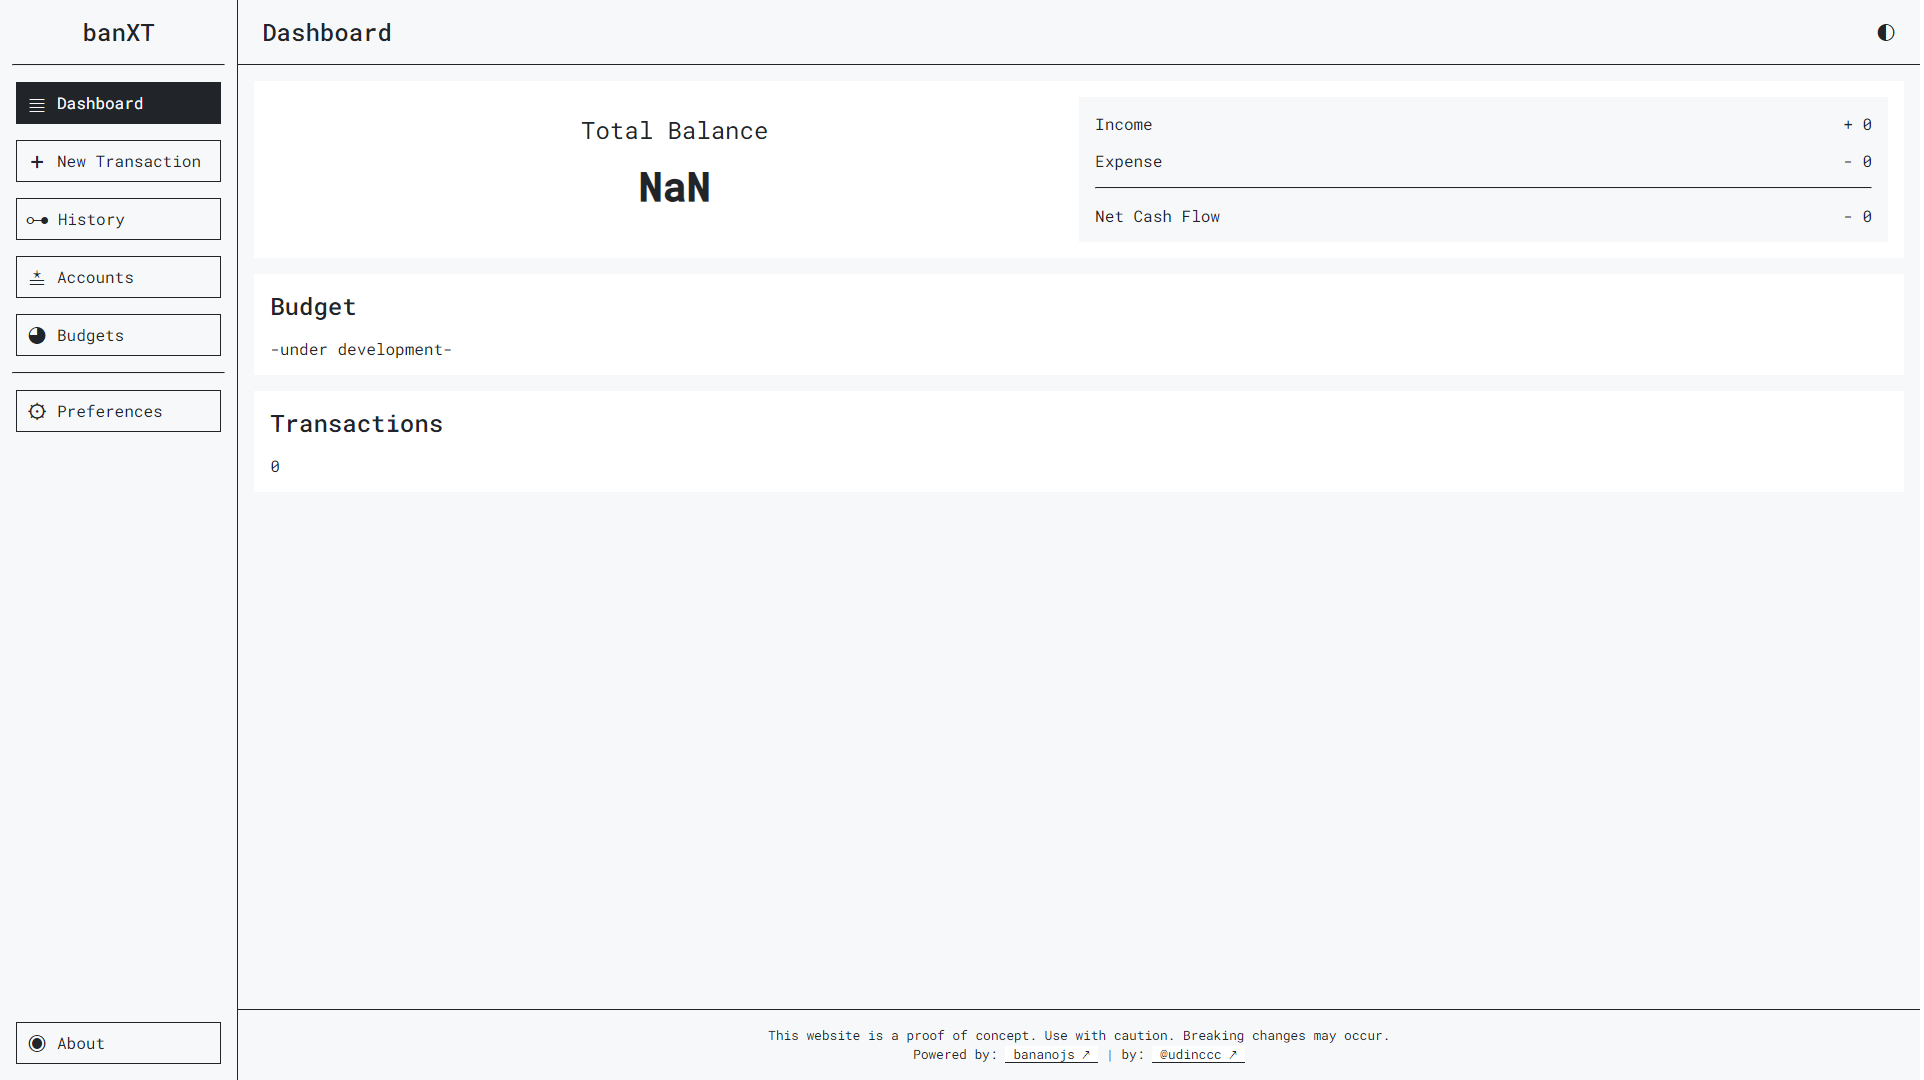 banXT
Dashboard
New Transaction
History
Accounts
Budgets
Preferences
About
Dashboard
Total Balance
NaN
Income + 0
Expense - 0
Net Cash Flow - 0
Budget
-under development-
Transactions
0
This website is a proof of concept. Use with caution. Breaking changes may occur.
Powered by: bananojs ↗ | by: @udinccc ↗